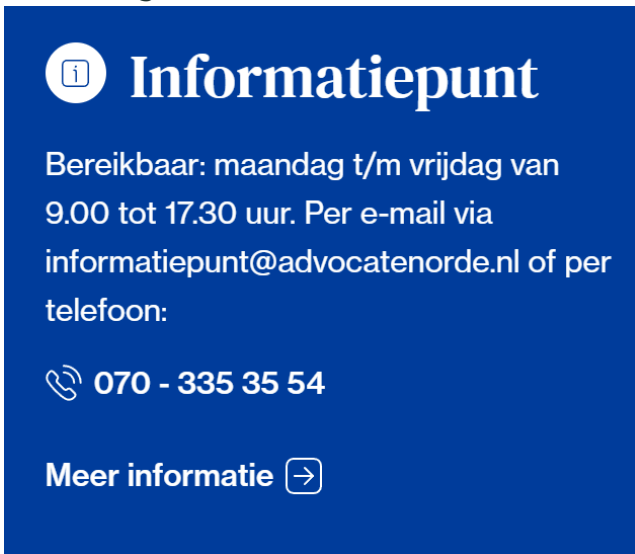 Informatiepunt
Bereikbaar: maandag t/m vrijdag van
9.00 tot 17.30 uur. Per e-mail via
informatiepunt@advocatenorde.nl of per
telefoon:
070 - 335 35 54
Meer informatie